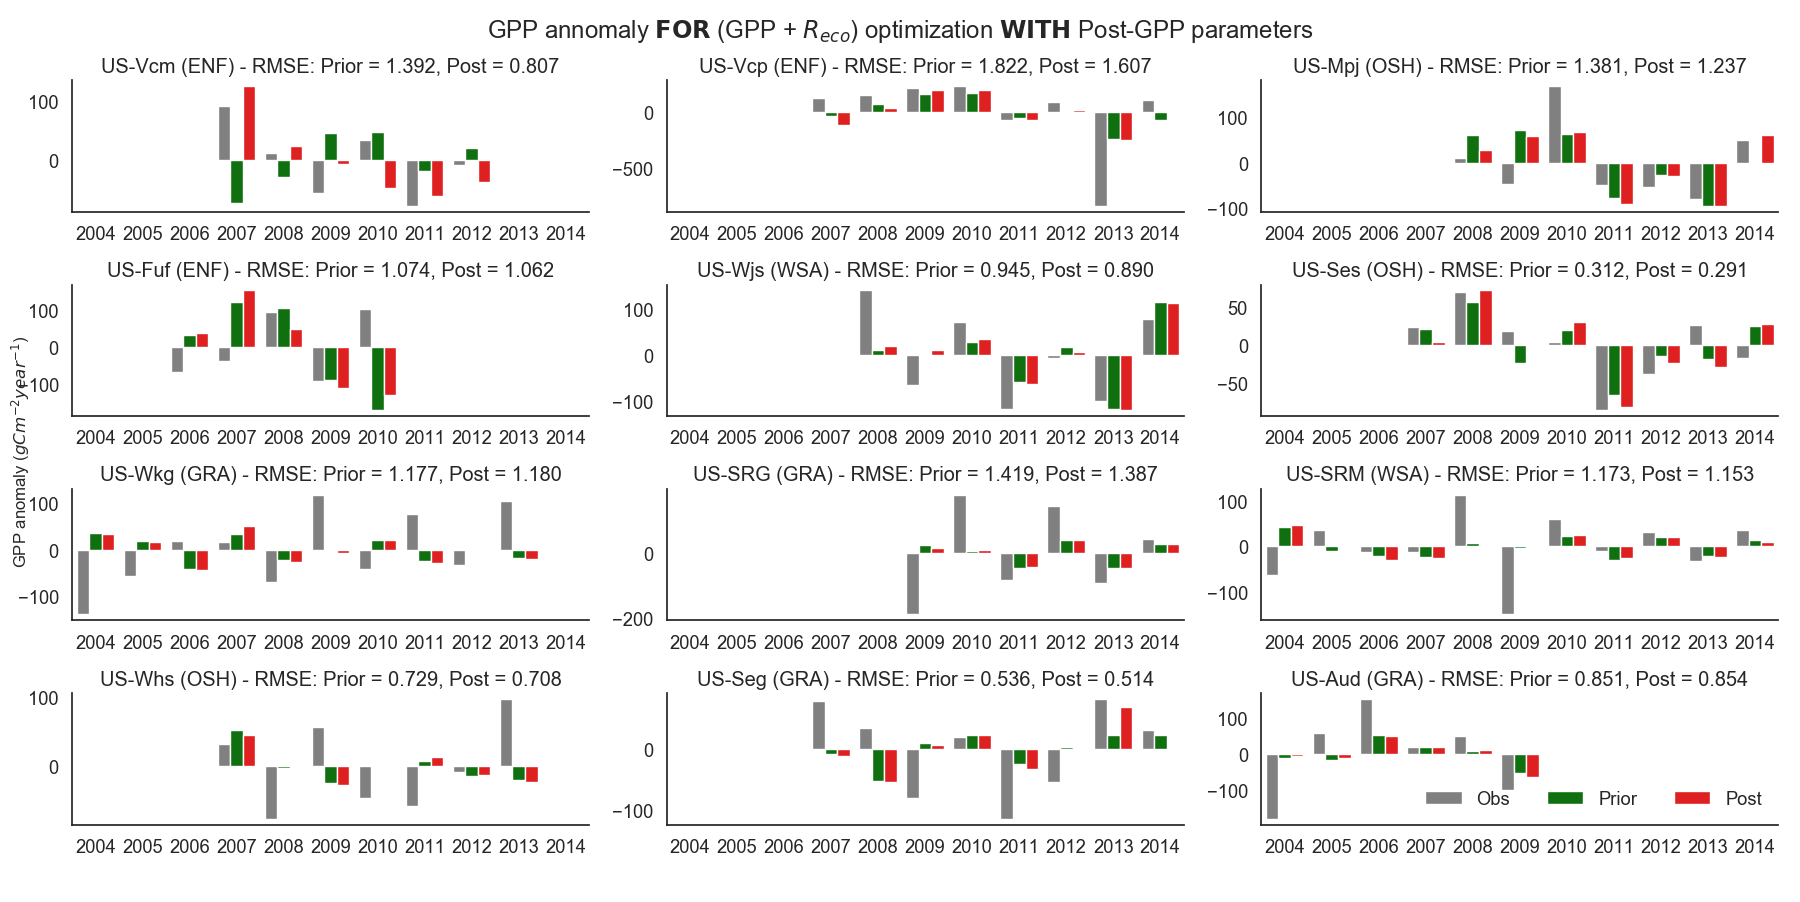 GPP annomaly FOR (GPP + R_eco) optimization WITH Post-GPP parameters
GPP anomaly (gCm⁻²year⁻¹)
US-Vcm (ENF) - RMSE: Prior = 1.392, Post = 0.807
100
0
2004 2005 2006 2007 2008 2009 2010 2011 2012 2013 2014
US-Vcp (ENF) - RMSE: Prior = 1.822, Post = 1.607
0
−500
2004 2005 2006 2007 2008 2009 2010 2011 2012 2013 2014
US-Mpj (OSH) - RMSE: Prior = 1.381, Post = 1.237
100
0
−100
2004 2005 2006 2007 2008 2009 2010 2011 2012 2013 2014
US-Fuf (ENF) - RMSE: Prior = 1.074, Post = 1.062
100
0
−100
2004 2005 2006 2007 2008 2009 2010 2011 2012 2013 2014
US-Wjs (WSA) - RMSE: Prior = 0.945, Post = 0.890
100
0
−100
2004 2005 2006 2007 2008 2009 2010 2011 2012 2013 2014
US-Ses (OSH) - RMSE: Prior = 0.312, Post = 0.291
50
0
−50
2004 2005 2006 2007 2008 2009 2010 2011 2012 2013 2014
US-Wkg (GRA) - RMSE: Prior = 1.177, Post = 1.180
100
0
−100
2004 2005 2006 2007 2008 2009 2010 2011 2012 2013 2014
US-SRG (GRA) - RMSE: Prior = 1.419, Post = 1.387
0
−200
2004 2005 2006 2007 2008 2009 2010 2011 2012 2013 2014
US-SRM (WSA) - RMSE: Prior = 1.173, Post = 1.153
100
0
−100
2004 2005 2006 2007 2008 2009 2010 2011 2012 2013 2014
US-Whs (OSH) - RMSE: Prior = 0.729, Post = 0.708
100
0
2004 2005 2006 2007 2008 2009 2010 2011 2012 2013 2014
US-Seg (GRA) - RMSE: Prior = 0.536, Post = 0.514
0
−100
2004 2005 2006 2007 2008 2009 2010 2011 2012 2013 2014
US-Aud (GRA) - RMSE: Prior = 0.851, Post = 0.854
100
0
−100
Obs Prior Post
2004 2005 2006 2007 2008 2009 2010 2011 2012 2013 2014